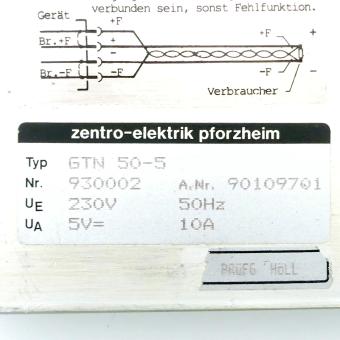 verbunden sein, sonst Fehlfunktion.
Gerät
+F
+F
+
Br.+F
+
-
Br.-F
-F
-F
-
Verbraucher
zentro-elektrik pforzheim
Typ GTN 50-5
Nr. 930002 A.Nr. 90109701
UE 230V 50Hz
UA 5V= 10A
PRÜFG HOLL